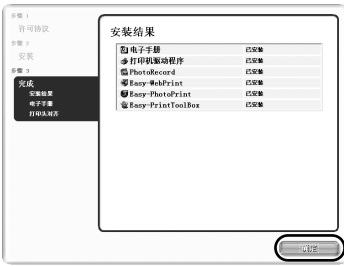 步骤 1
许可协议
步骤 2
安装
步骤 3
完成
安装结果
电子手册
打印头对齐
安装结果
电子手册 已安装
打印机驱动程序 已安装
PhotoRecord 已安装
Easy-WebPrint 已安装
Easy-PhotoPrint 已安装
Easy-PrintToolBox 已安装
确定